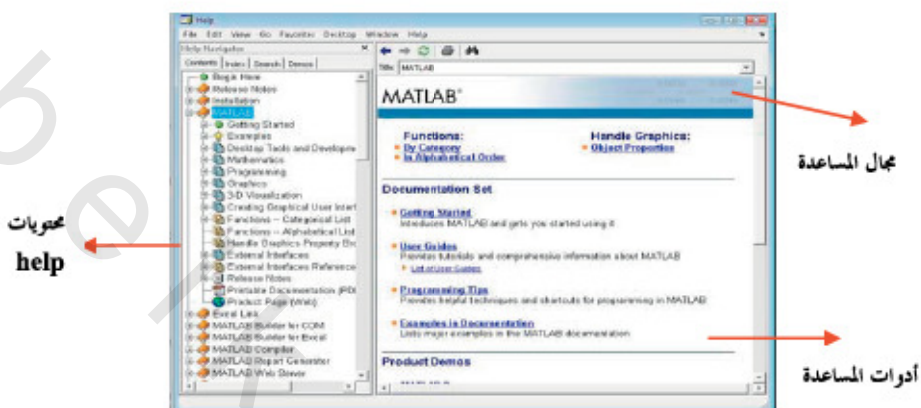 Help
File Edit View Go Favorites Desktop Window Help
Help Navigator
Contents Index Search Demos
Title: MATLAB
Begin Here
Release Notes
Installation
MATLAB
Getting Started
Examples
Desktop Tools and Developme
Mathematics
Programming
Graphics
3-D Visualization
Creating Graphical User Interf
Functions -- Categorical List
Functions -- Alphabetical List
Handle Graphics Property Bro
External Interfaces
External Interfaces Reference
Release Notes
Printable Documentation (PDF
Product Page (Web)
Excel Link
MATLAB Builder for COM
MATLAB Builder for Excel
MATLAB Compiler
MATLAB Report Generator
MATLAB Web Server
MATLAB®
Functions:
By Category
In Alphabetical Order
Handle Graphics:
Object Properties
Documentation Set
Getting Started
Introduces MATLAB and gets you started using it
User Guides
Provides tutorials and comprehensive information about MATLAB
List of User Guides
Programming Tips
Provides helpful techniques and shortcuts for programming in MATLAB
Examples in Documentation
Lists major examples in the MATLAB documentation
Product Demos
مجال المساعدة
محتويات
help
أدوات المساعدة